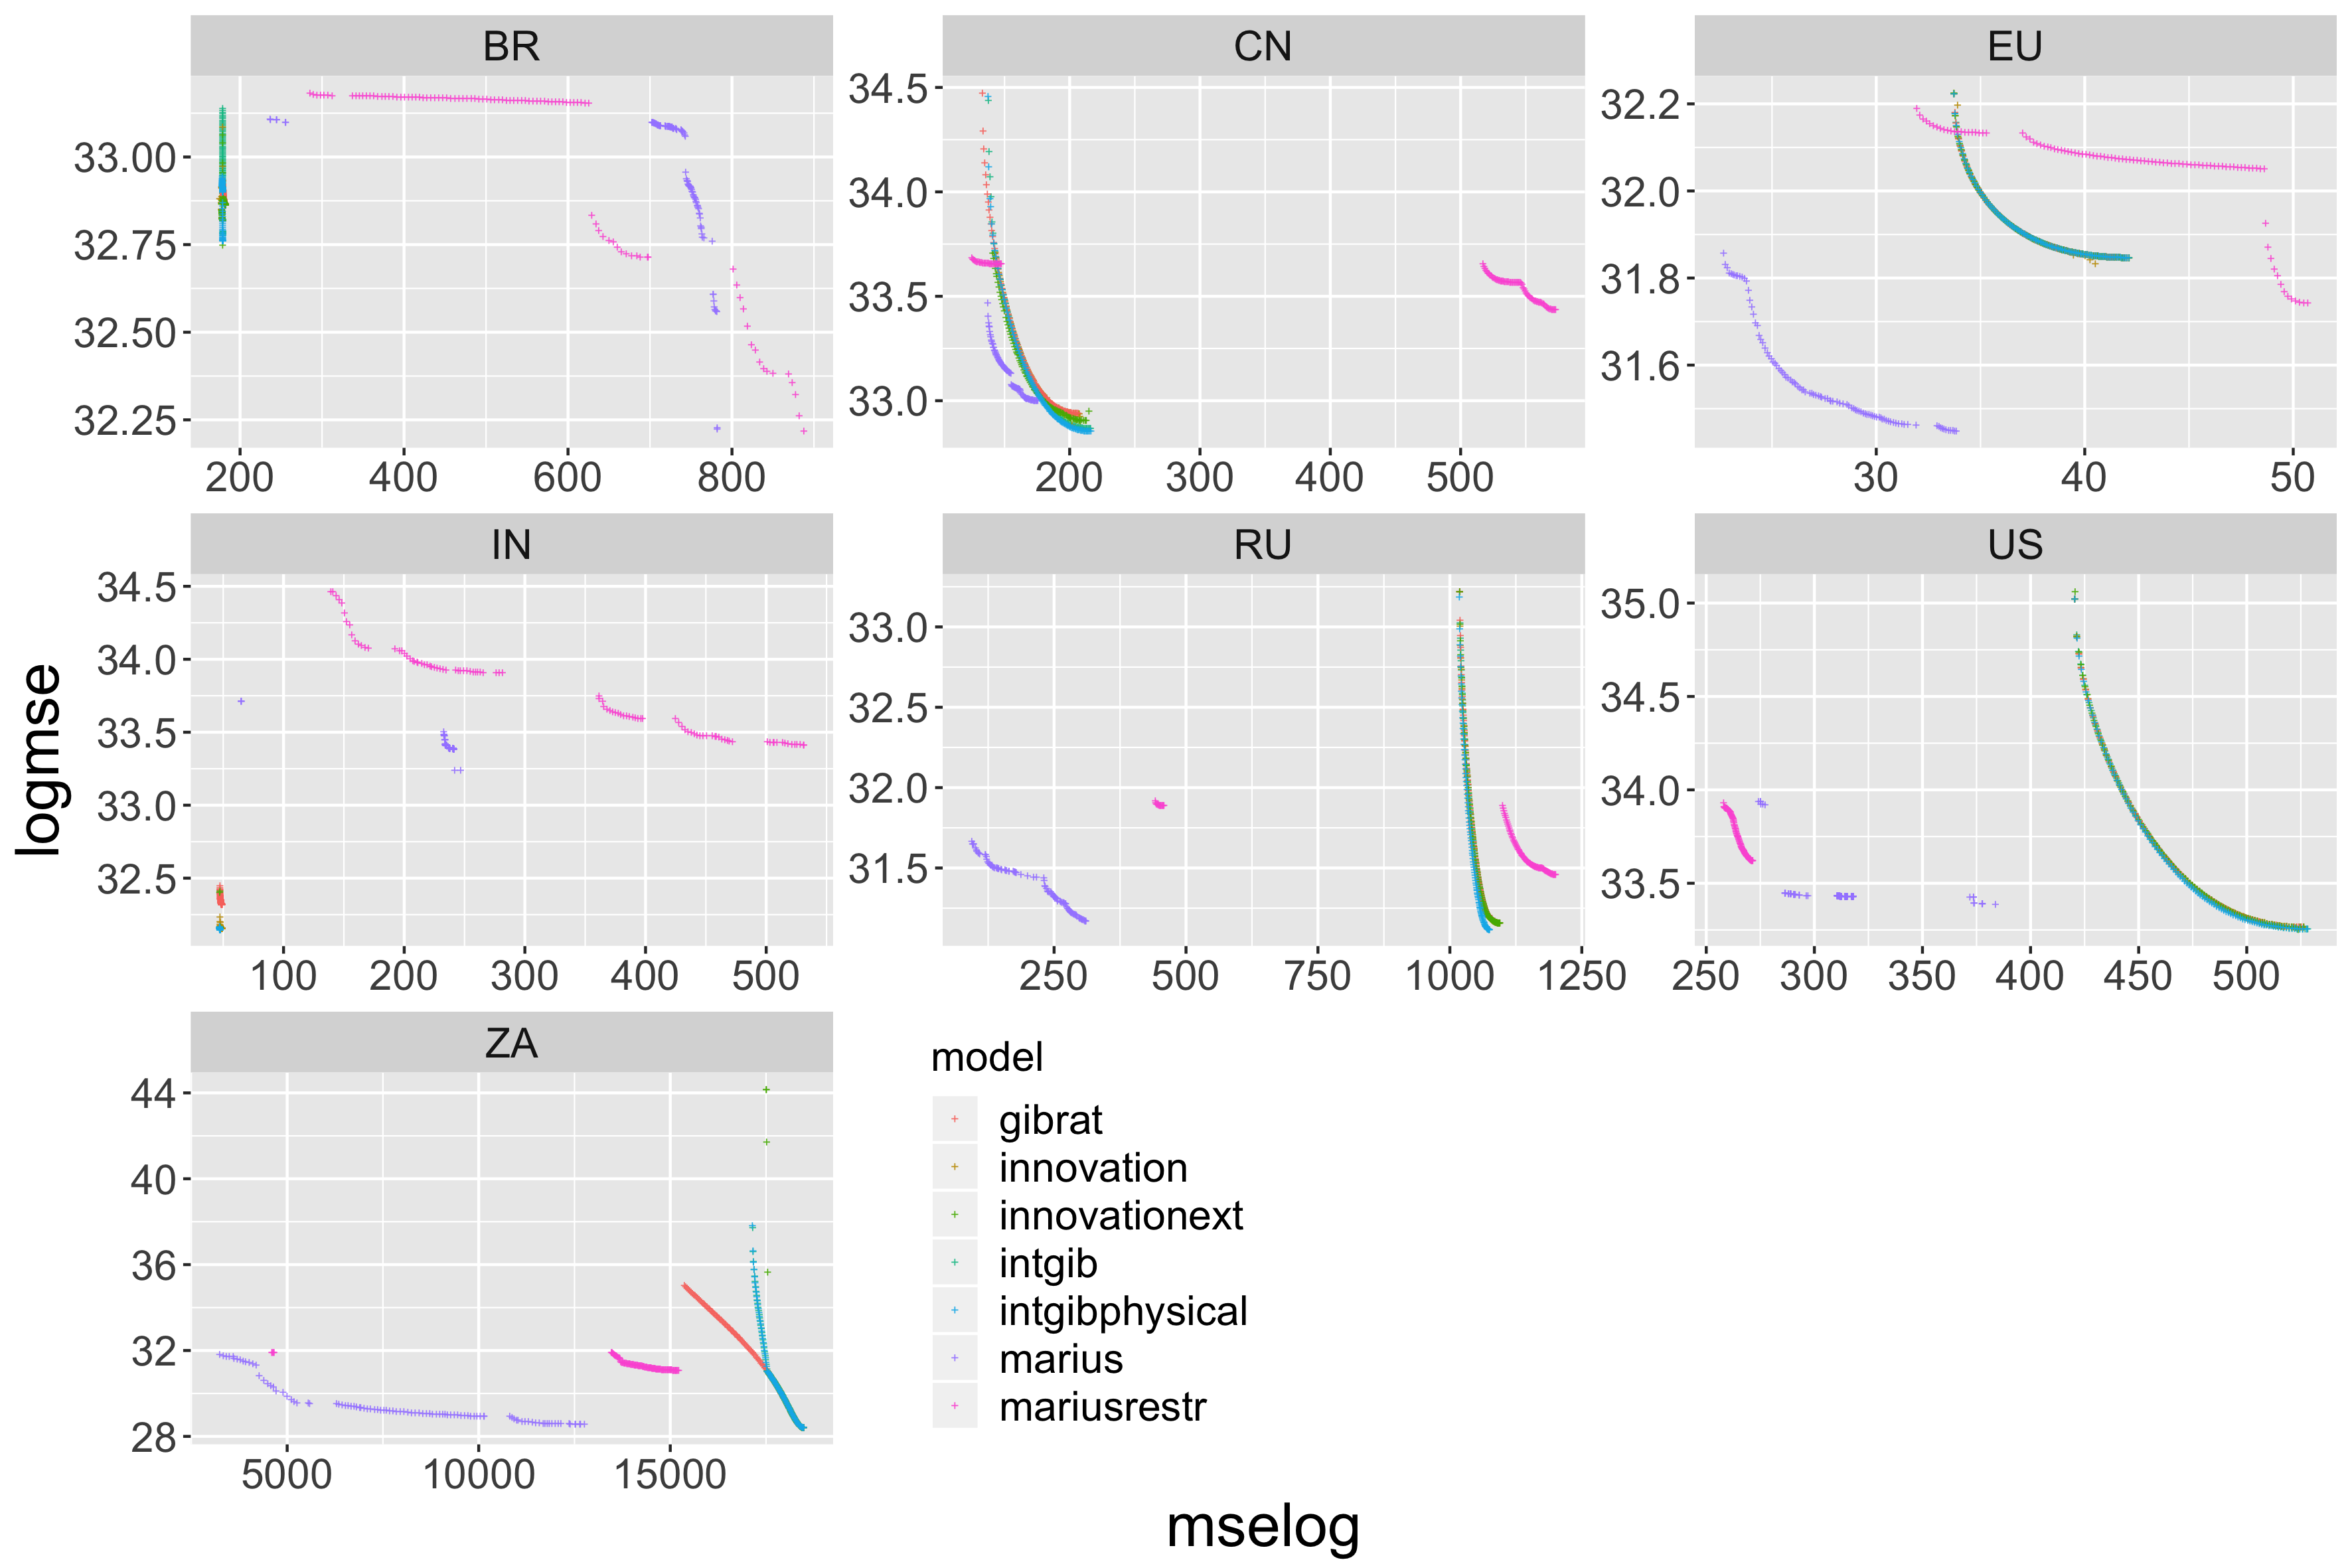 BR CN EU
33.00
32.75
32.50
32.25
200 400 600 800
34.5
34.0
33.5
33.0
200 300 400 500
32.2
32.0
31.8
31.6
30 40 50
IN RU US
34.5
34.0
33.5
33.0
32.5
100 200 300 400 500
33.0
32.5
32.0
31.5
250 500 750 1000 1250
35.0
34.5
34.0
33.5
250 300 350 400 450 500
logmse
ZA
44
40
36
32
28
5000 10000 15000
model
gibrat
innovation
innovationext
intgib
intgibphysical
marius
mariusrestr
mselog